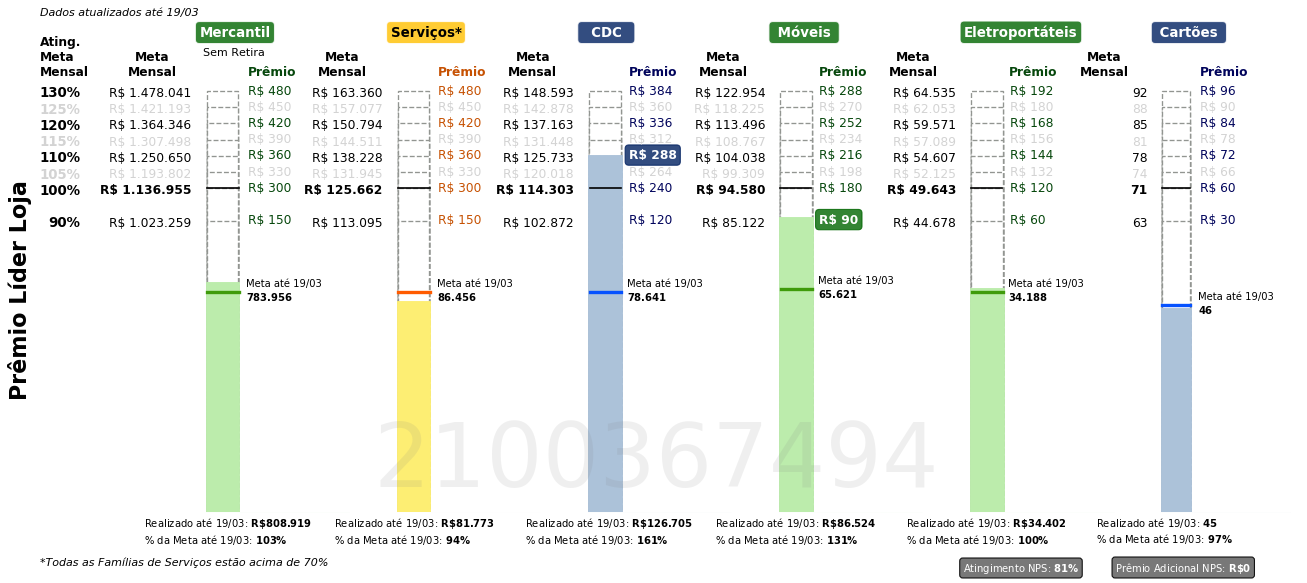 Dados atualizados até 19/03
Mercantil Serviços* CDC Móveis Eletroportáteis Cartões
Sem Retira
Ating. Meta Mensal
Meta Mensal Prêmio Meta Mensal Prêmio Meta Mensal Prêmio Meta Mensal Prêmio Meta Mensal Prêmio Meta Mensal Prêmio
130% R$ 1.478.041 R$ 480 R$ 163.360 R$ 480 R$ 148.593 R$ 384 R$ 122.954 R$ 288 R$ 64.535 R$ 192 92 R$ 96
125% R$ 1.421.193 R$ 450 R$ 157.077 R$ 450 R$ 142.878 R$ 360 R$ 118.225 R$ 270 R$ 62.053 R$ 180 88 R$ 90
120% R$ 1.364.346 R$ 420 R$ 150.794 R$ 420 R$ 137.163 R$ 336 R$ 113.496 R$ 252 R$ 59.571 R$ 168 85 R$ 84
115% R$ 1.307.498 R$ 390 R$ 144.511 R$ 390 R$ 131.448 R$ 312 R$ 108.767 R$ 234 R$ 57.089 R$ 156 81 R$ 78
110% R$ 1.250.650 R$ 360 R$ 138.228 R$ 360 R$ 125.733 R$ 288 R$ 104.038 R$ 216 R$ 54.607 R$ 144 78 R$ 72
105% R$ 1.193.802 R$ 330 R$ 131.945 R$ 330 R$ 120.018 R$ 264 R$ 99.309 R$ 198 R$ 52.125 R$ 132 74 R$ 66
100% R$ 1.136.955 R$ 300 R$ 125.662 R$ 300 R$ 114.303 R$ 240 R$ 94.580 R$ 180 R$ 49.643 R$ 120 71 R$ 60
90% R$ 1.023.259 R$ 150 R$ 113.095 R$ 150 R$ 102.872 R$ 120 R$ 85.122 R$ 90 R$ 44.678 R$ 60 63 R$ 30
Prêmio Líder Loja
Meta até 19/03 Meta até 19/03 Meta até 19/03 Meta até 19/03 Meta até 19/03 Meta até 19/03
783.956 86.456 78.641 65.621 34.188 46
21003674​94
Realizado até 19/03: R$808.919 Realizado até 19/03: R$81.773 Realizado até 19/03: R$126.705 Realizado até 19/03: R$86.524 Realizado até 19/03: R$34.402 Realizado até 19/03: 45
% da Meta até 19/03: 103% % da Meta até 19/03: 94% % da Meta até 19/03: 161% % da Meta até 19/03: 131% % da Meta até 19/03: 100% % da Meta até 19/03: 97%
*Todas as Famílias de Serviços estão acima de 70%
Atingimento NPS: 81% Prêmio Adicional NPS: R$0